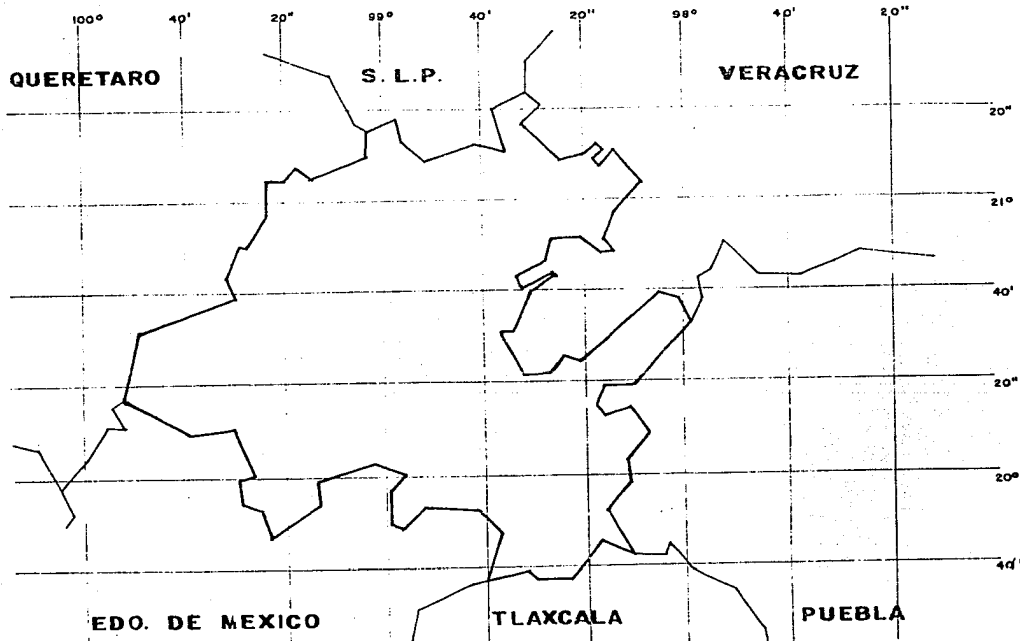 100° 40' 20" 99° 40' 20" 98° 20"
QUERETARO S. L.P. VERACRUZ
20"
21°
40'
20"
20°
40'
EDO. DE MEXICO TLAXCALA PUEBLA